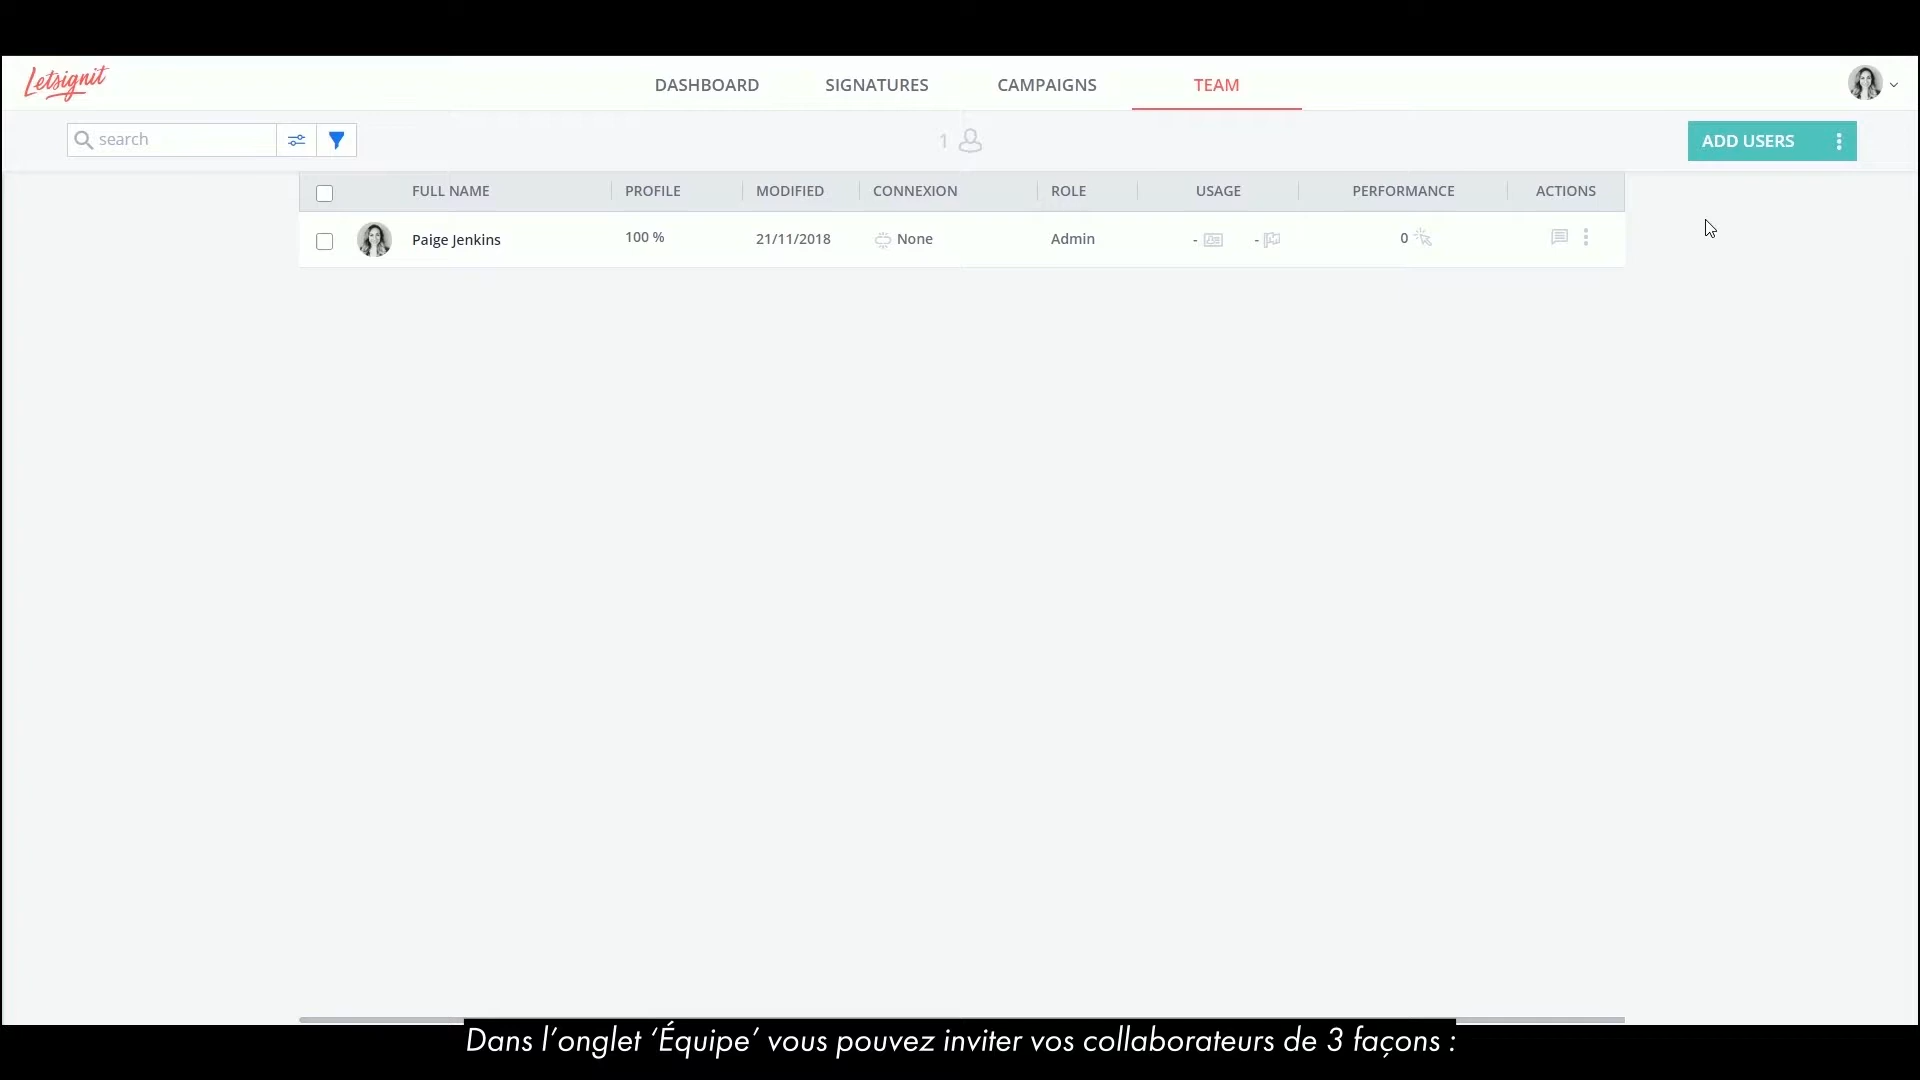 Letsignit
DASHBOARD
SIGNATURES
CAMPAIGNS
TEAM
search
1
ADD USERS
FULL NAME
PROFILE
MODIFIED
CONNEXION
ROLE
USAGE
PERFORMANCE
ACTIONS
Paige Jenkins
100 %
21/11/2018
None
Admin
-
-
0
Dans l’onglet ‘Équipe’ vous pouvez inviter vos collaborateurs de 3 façons :